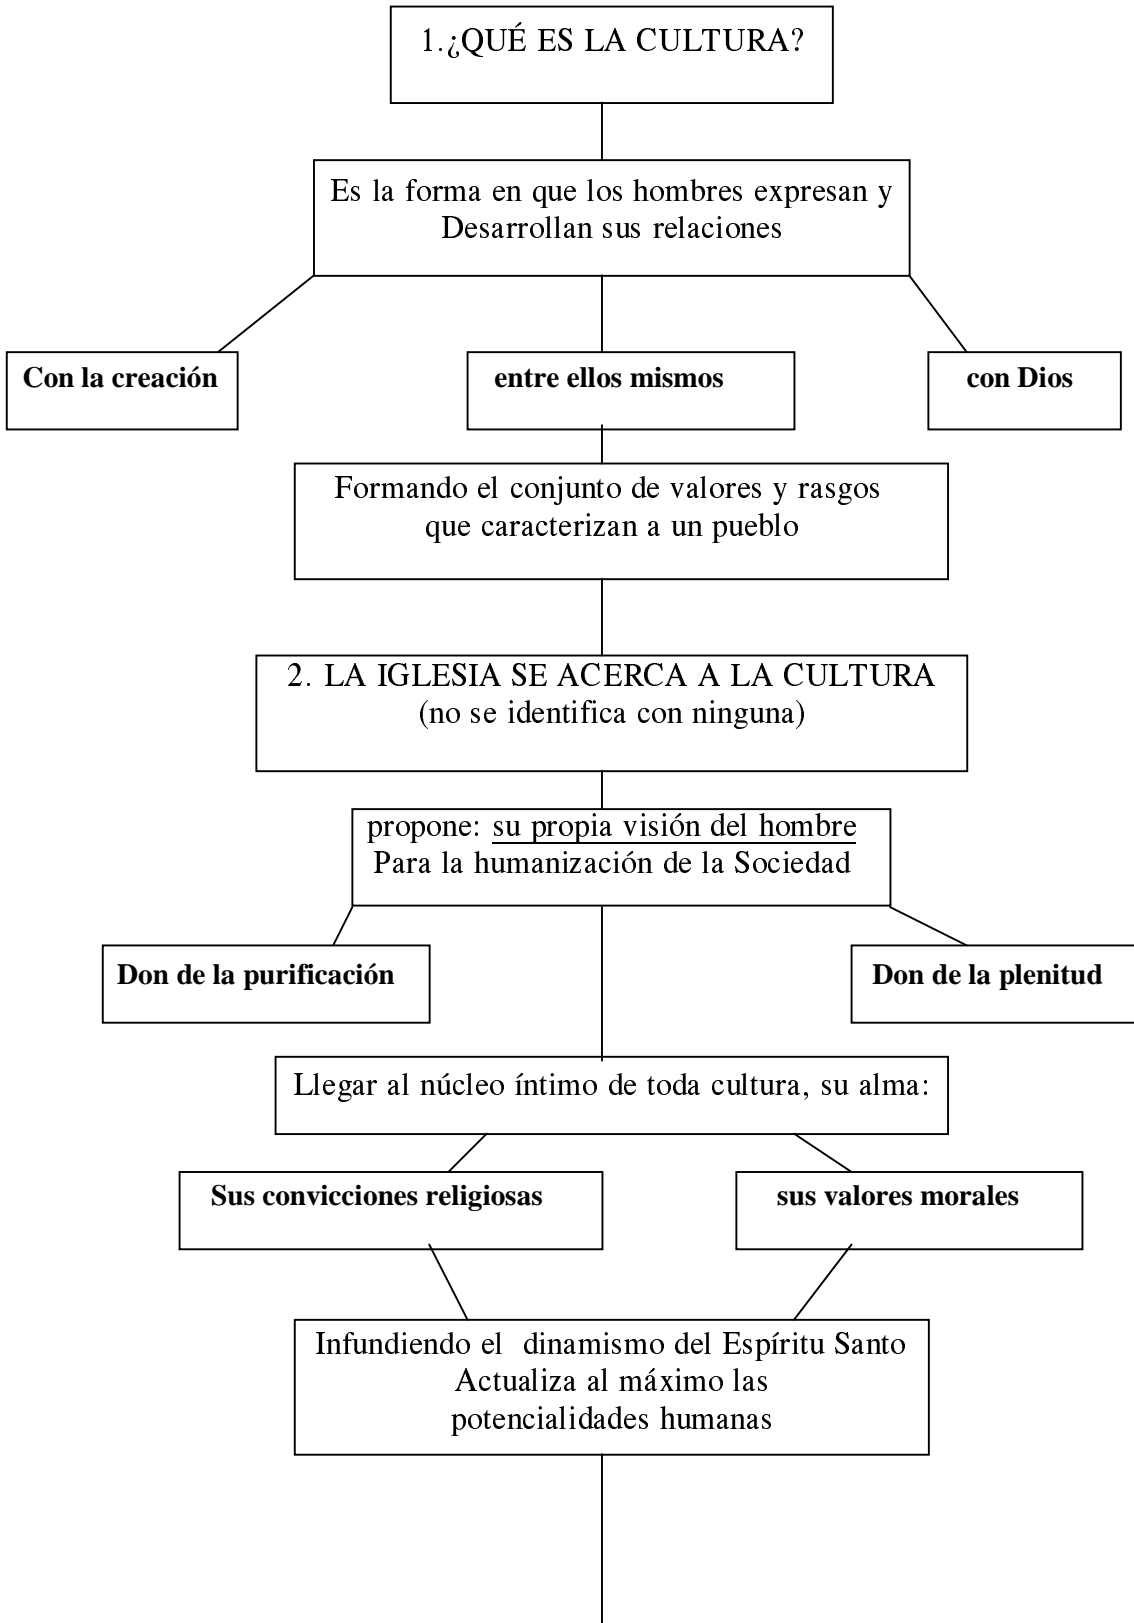 1.¿QUÉ ES LA CULTURA?
Es la forma en que los hombres expresan y
Desarrollan sus relaciones
Con la creación
entre ellos mismos
con Dios
Formando el conjunto de valores y rasgos
que caracterizan a un pueblo
2. LA IGLESIA SE ACERCA A LA CULTURA
(no se identifica con ninguna)
propone: su propia visión del hombre
Para la humanización de la Sociedad
Don de la purificación
Don de la plenitud
Llegar al núcleo íntimo de toda cultura, su alma:
Sus convicciones religiosas
sus valores morales
Infundiendo el  dinamismo del Espíritu Santo
Actualiza al máximo las
potencialidades humanas